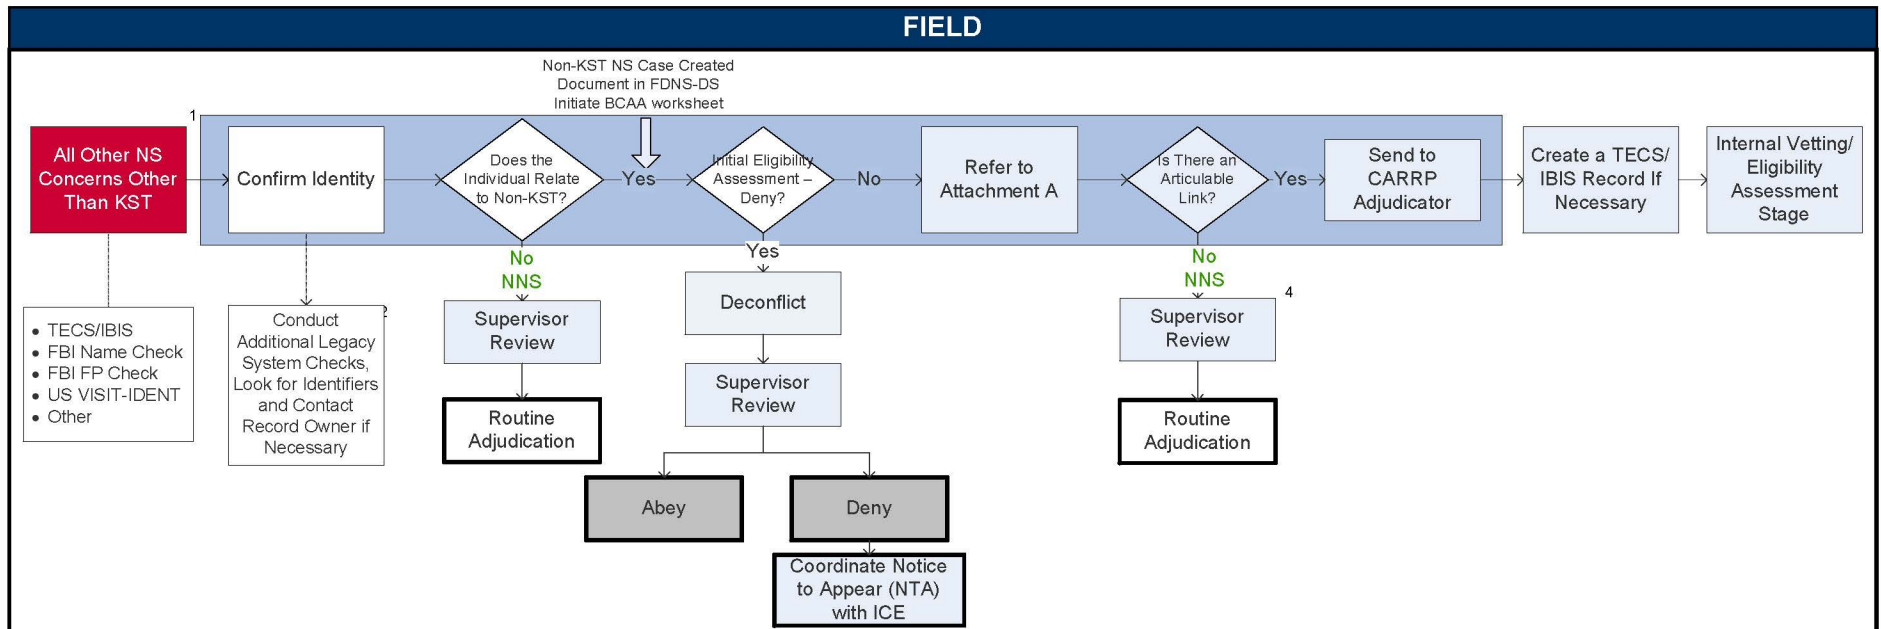 FIELD
Non-KST NS Case Created
Document in FDNS-DS
Initiate BCAA worksheet
1
All Other NS
Concerns Other
Than KST
Confirm Identity
Does the
Individual Relate
to Non-KST?
Yes
Initial Eligibility
Assessment –
Deny?
No
Refer to
Attachment A
Is There an
Articulable
Link?
Yes
Send to
CARRP
Adjudicator
Create a TECS/
IBIS Record If
Necessary
Internal Vetting/
Eligibility
Assessment
Stage
No
NNS
Yes
No
NNS
• TECS/IBIS
• FBI Name Check
• FBI FP Check
• US VISIT-IDENT
• Other
2
Conduct
Additional Legacy
System Checks,
Look for Identifiers
and Contact
Record Owner if
Necessary
Supervisor
Review
Routine
Adjudication
Deconflict
Supervisor
Review
Abey
Deny
Coordinate Notice
to Appear (NTA)
with ICE
4
Supervisor
Review
Routine
Adjudication